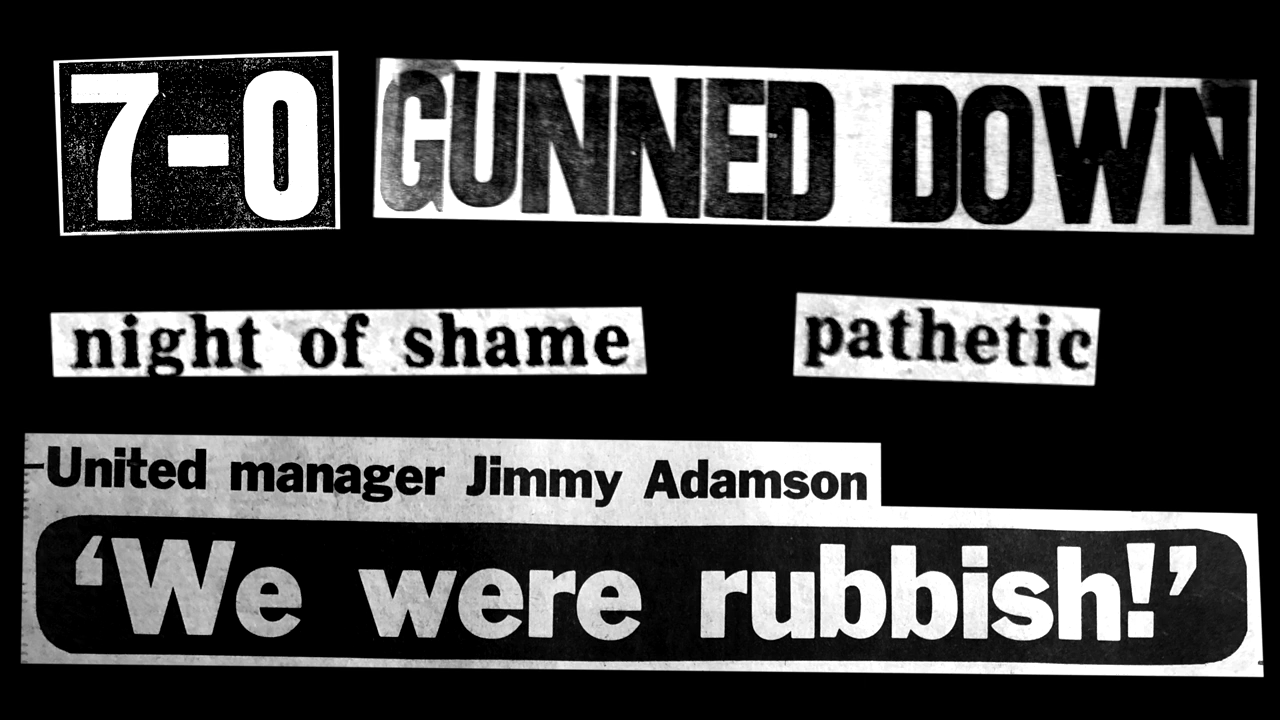 7-0 GUNNED DOWN
night of shame pathetic
United manager Jimmy Adamson
‘We were rubbish!’